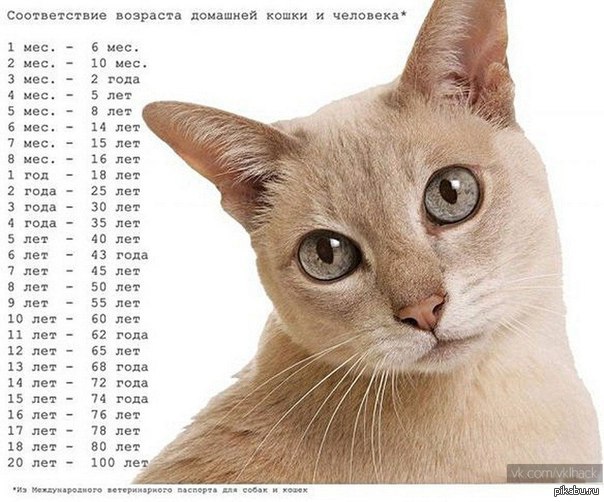 Соответствие возраста домашней кошки и человека*
1 мес. - 6 мес.
2 мес. - 10 мес.
3 мес. - 2 года
4 мес. - 5 лет
5 мес. - 8 лет
6 мес. - 14 лет
7 мес. - 15 лет
8 мес. - 16 лет
1 год - 18 лет
2 года - 25 лет
3 года - 30 лет
4 года - 35 лет
5 лет - 40 лет
6 лет - 43 года
7 лет - 45 лет
8 лет - 50 лет
9 лет - 55 лет
10 лет - 60 лет
11 лет - 62 года
12 лет - 65 лет
13 лет - 68 года
14 лет - 72 года
15 лет - 74 года
16 лет - 76 лет
17 лет - 78 лет
18 лет - 80 лет
20 лет - 100 лет
*Из Международного ветеринарного паспорта для собак и кошек
vk.com/vklhack
pikabu.ru